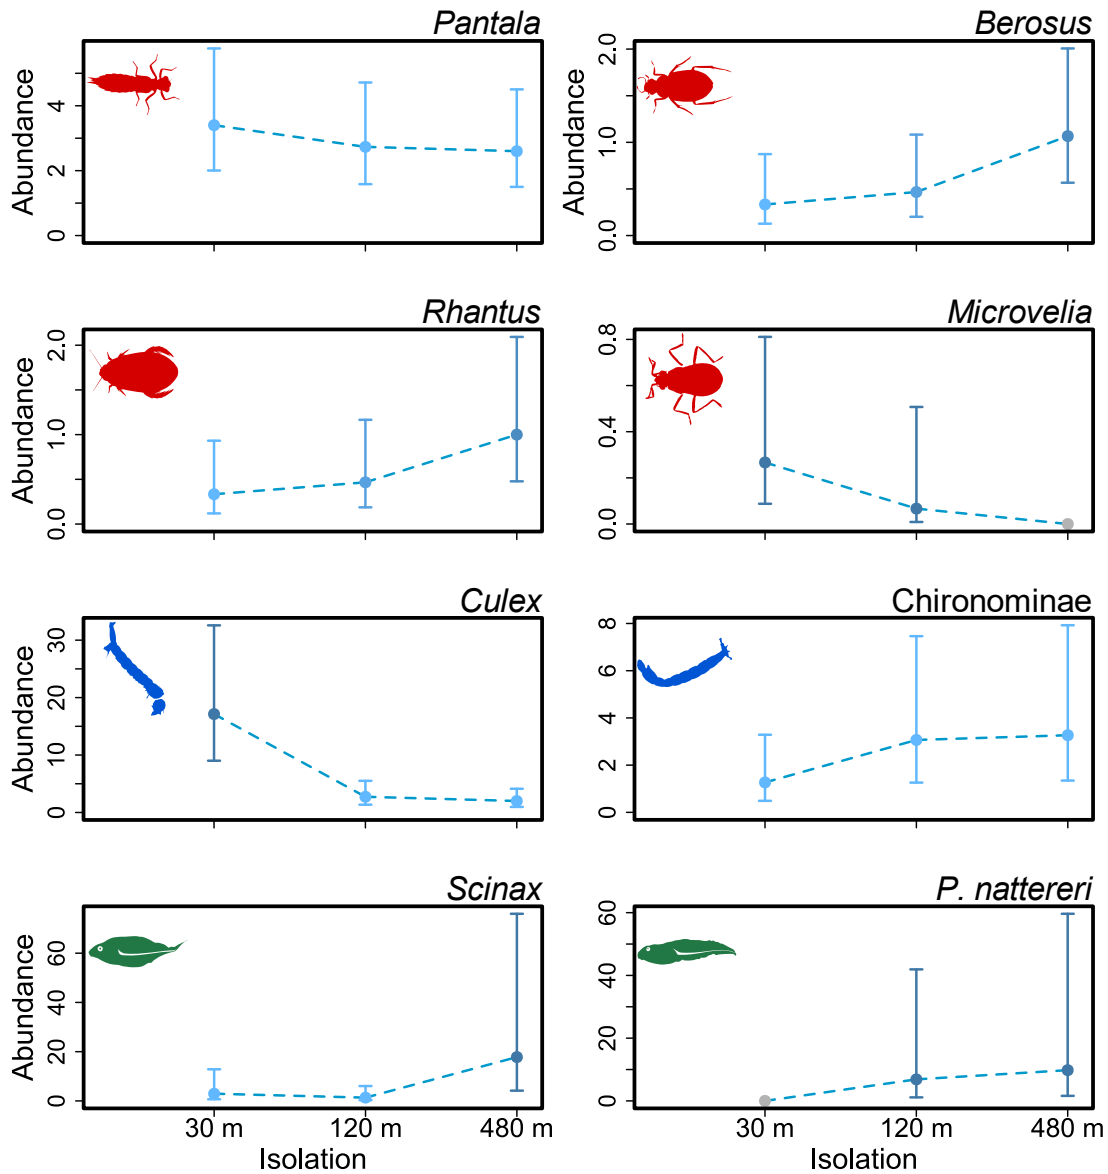 Pantala
Abundance
0 2 4
Berosus
Abundance
0.0 1.0 2.0
Rhantus
Abundance
0.0 1.0 2.0
Microvelia
0.0 0.4 0.8
Culex
Abundance
0 10 20 30
Chironominae
0 2 4 6 8
Scinax
Abundance
0 20 40 60
30 m 120 m 480 m
Isolation
P. nattereri
0 20 40 60
30 m 120 m 480 m
Isolation